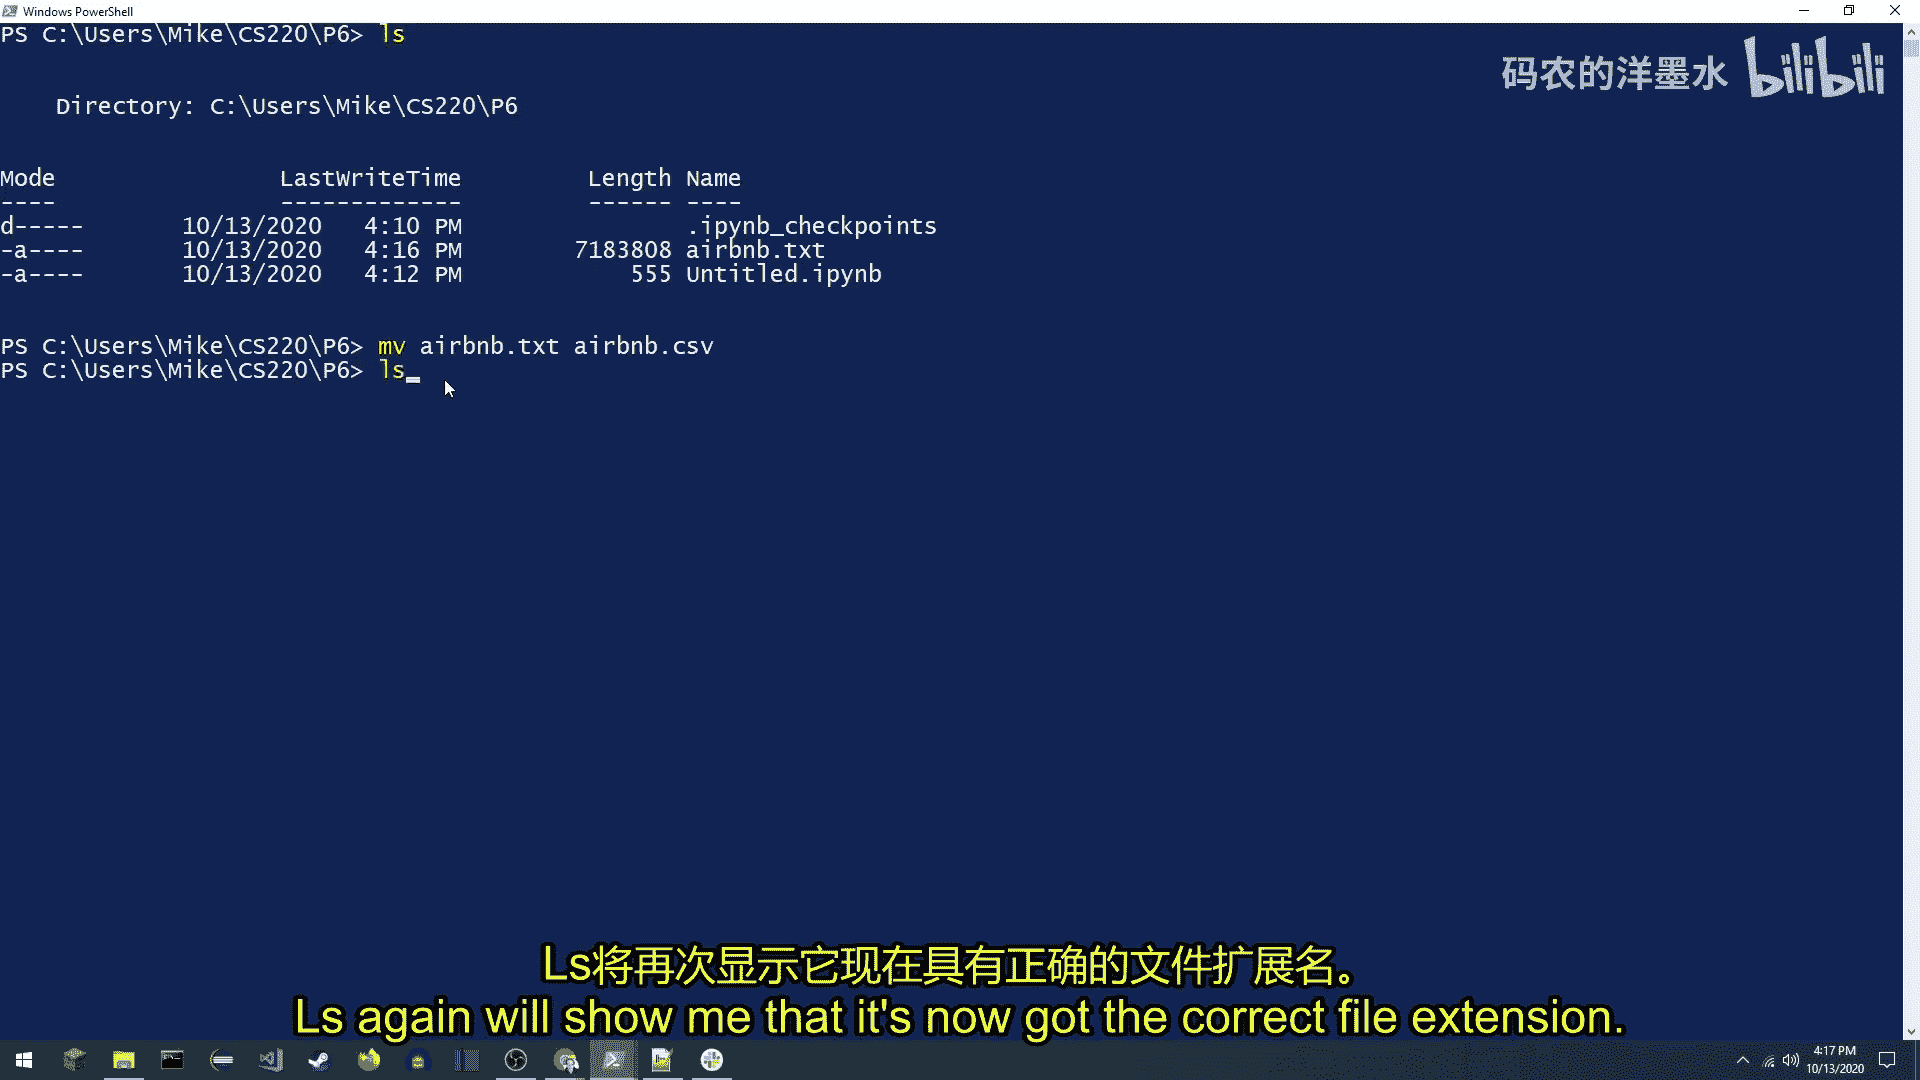 Windows PowerShell
PS C:\Users\Mike\CS220\P6> ls
码农的洋墨水 bilibili
Directory: C:\Users\Mike\CS220\P6
Mode LastWriteTime Length Name
---- ------------- ------ ----
d----- 10/13/2020 4:10 PM .ipynb_checkpoints
-a---- 10/13/2020 4:16 PM 7183808 airbnb.txt
-a---- 10/13/2020 4:12 PM 555 Untitled.ipynb
PS C:\Users\Mike\CS220\P6> mv airbnb.txt airbnb.csv
PS C:\Users\Mike\CS220\P6> ls
Ls将再次显示它现在具有正确的文件扩展名。
Ls again will show me that it's now got the correct file extension.
4:17 PM
10/13/2020